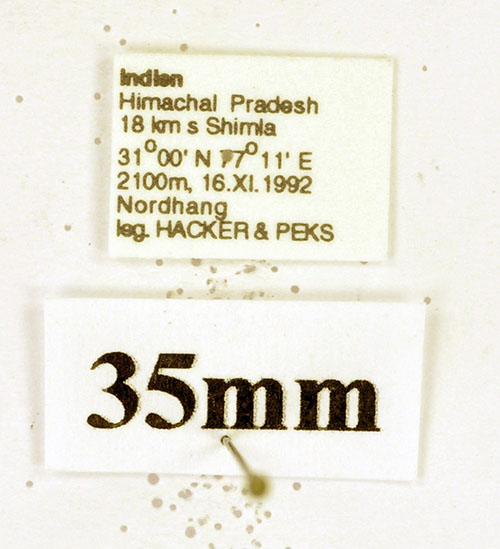 Indien
Himachal Pradesh
18 km s Shimla
31°00' N 77°11' E
2100m, 16.XI.1992
Nordhang
leg. HACKER & PEKS
35mm